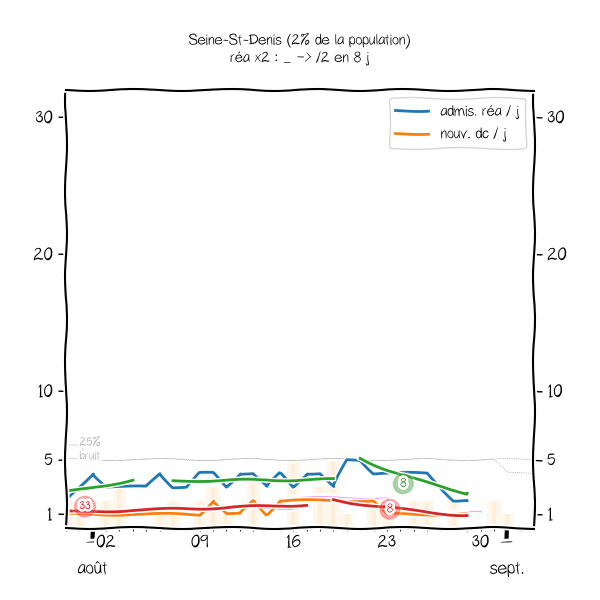 Seine-St-Denis (2% de la population)
réa x2 : _ -> /2 en 8 j
admis. réa / j
nouv. dc / j
30
30
20
20
10
10
25%
bruit
5
5
8
33
8
1
1
02
09
16
23
30
août
sept.